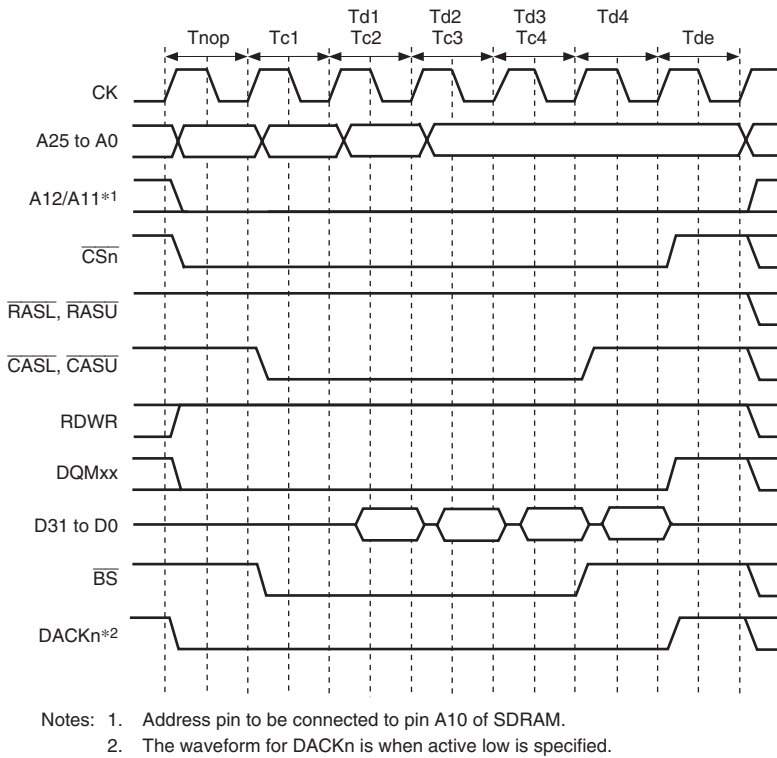 Td1 Td2 Td3 Td4
Tnop Tc1 Tc2 Tc3 Tc4 Tde
CK
A25 to A0
A12/A11*1
CSn
RASL, RASU
CASL, CASU
RDWR
DQMxx
D31 to D0
BS
DACKn*2
Notes: 1. Address pin to be connected to pin A10 of SDRAM.
2. The waveform for DACKn is when active low is specified.